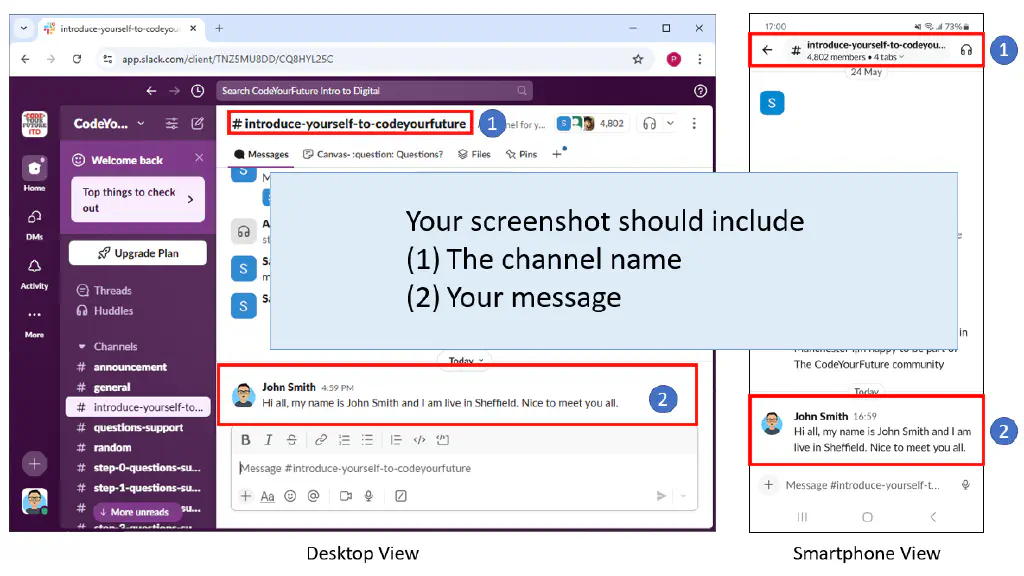 introduce-yourself-to-codeyour
app.slack.com/client/TNZ5MU8DD/CQ8HYL25C
P
Search CodeYourFuture Intro to Digital
CODE YOUR FUTURE ITD
Home
DMs
Activity
More
CodeYo...
Welcome back
Top things to check
out
Upgrade Plan
Threads
Huddles
Channels
# announcement
# general
# introduce-yourself-to...
# questions-support
# random
# step-0-questions-su...
# step-1-questions-su...
↓ More unreads
su...
# introduce-yourself-to-codeyourfuture
1
nel for y...
S
4,802
Messages
Canvas- :question: Questions?
Files
Pins
S
S
S
Your screenshot should include
(1) The channel name
(2) Your message
Today
John Smith 4:59 PM
Hi all, my name is John Smith and I am live in Sheffield. Nice to meet you all.
2
B I S
Message #introduce-yourself-to-codeyourfuture
+ Aa @
Desktop View
17:00
73%
# introduce-yourself-to-codeyou...
4,802 members • 4 tabs
1
24 May
S
in
Manchester I,m happy to be part of
The CodeYourFuture community
Today
John Smith 16:59
Hi all, my name is John Smith and I am
live in Sheffield. Nice to meet you all.
2
Message #introduce-yourself-t...
Smartphone View